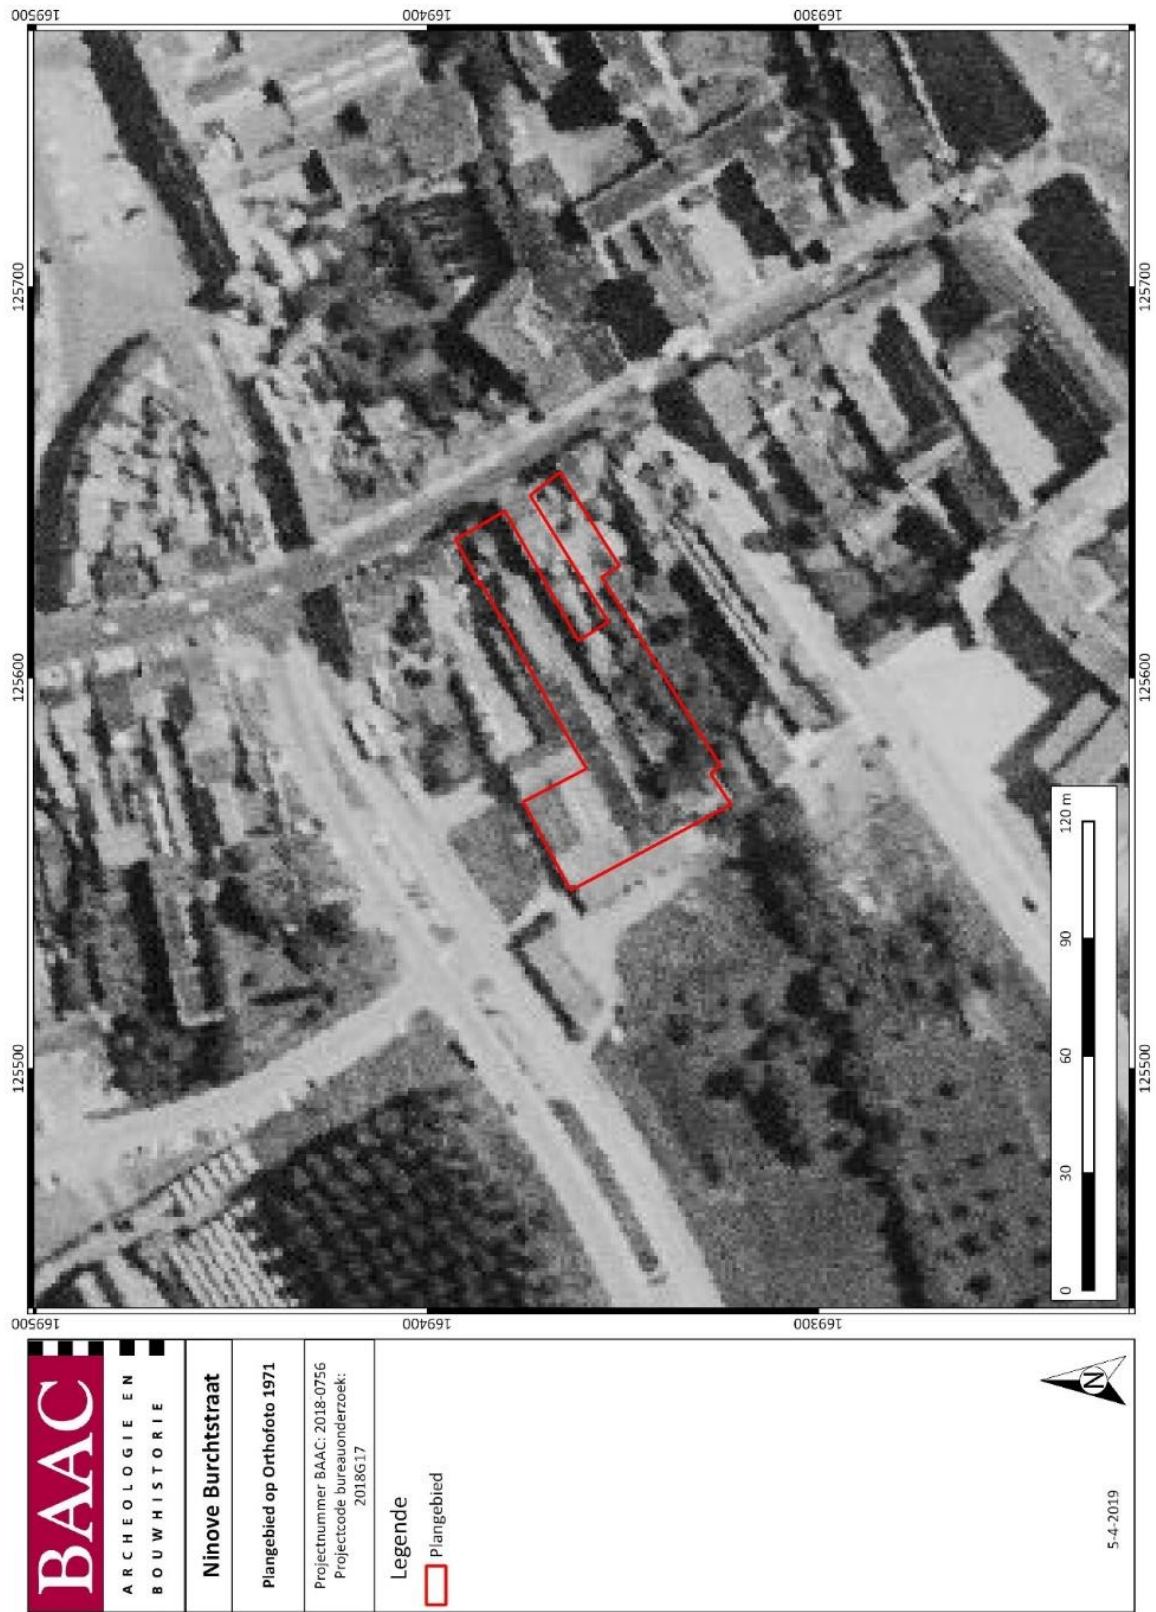 BAAC
ARCHEOLOGIE EN
BOUWHISTORIE
Ninove Burchtstraat
Plangebied op Orthofoto 1971
Projectnummer BAAC: 2018-0756
Projectcode bureauonderzoek:
2018G17
Legende
Plangebied
N
5-4-2019
125500
125600
125700
169500
169400
169300
169500
169400
169300
125500
125600
125700
0 30 60 90 120 m